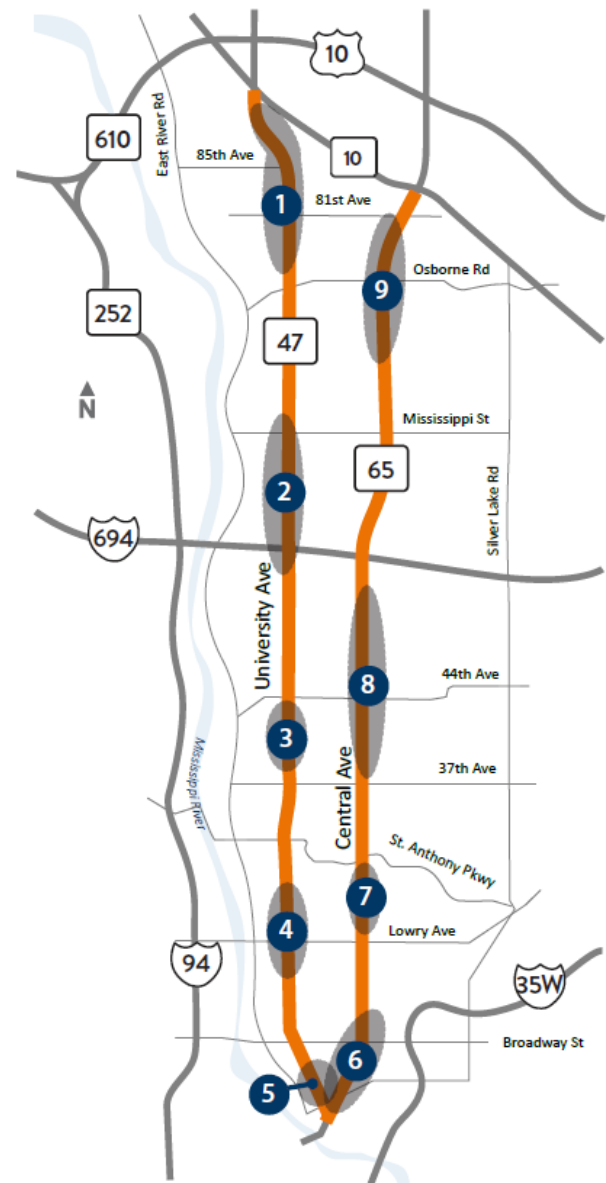 10
610
East River Rd
85th Ave
10
1
81st Ave
252
Osborne Rd
9
47
N
Mississippi St
65
2
Silver Lake Rd
694
University Ave
44th Ave
8
3
Mississippi River
Central Ave
37th Ave
St. Anthony Pkwy
7
4
Lowry Ave
94
35W
Broadway St
6
5